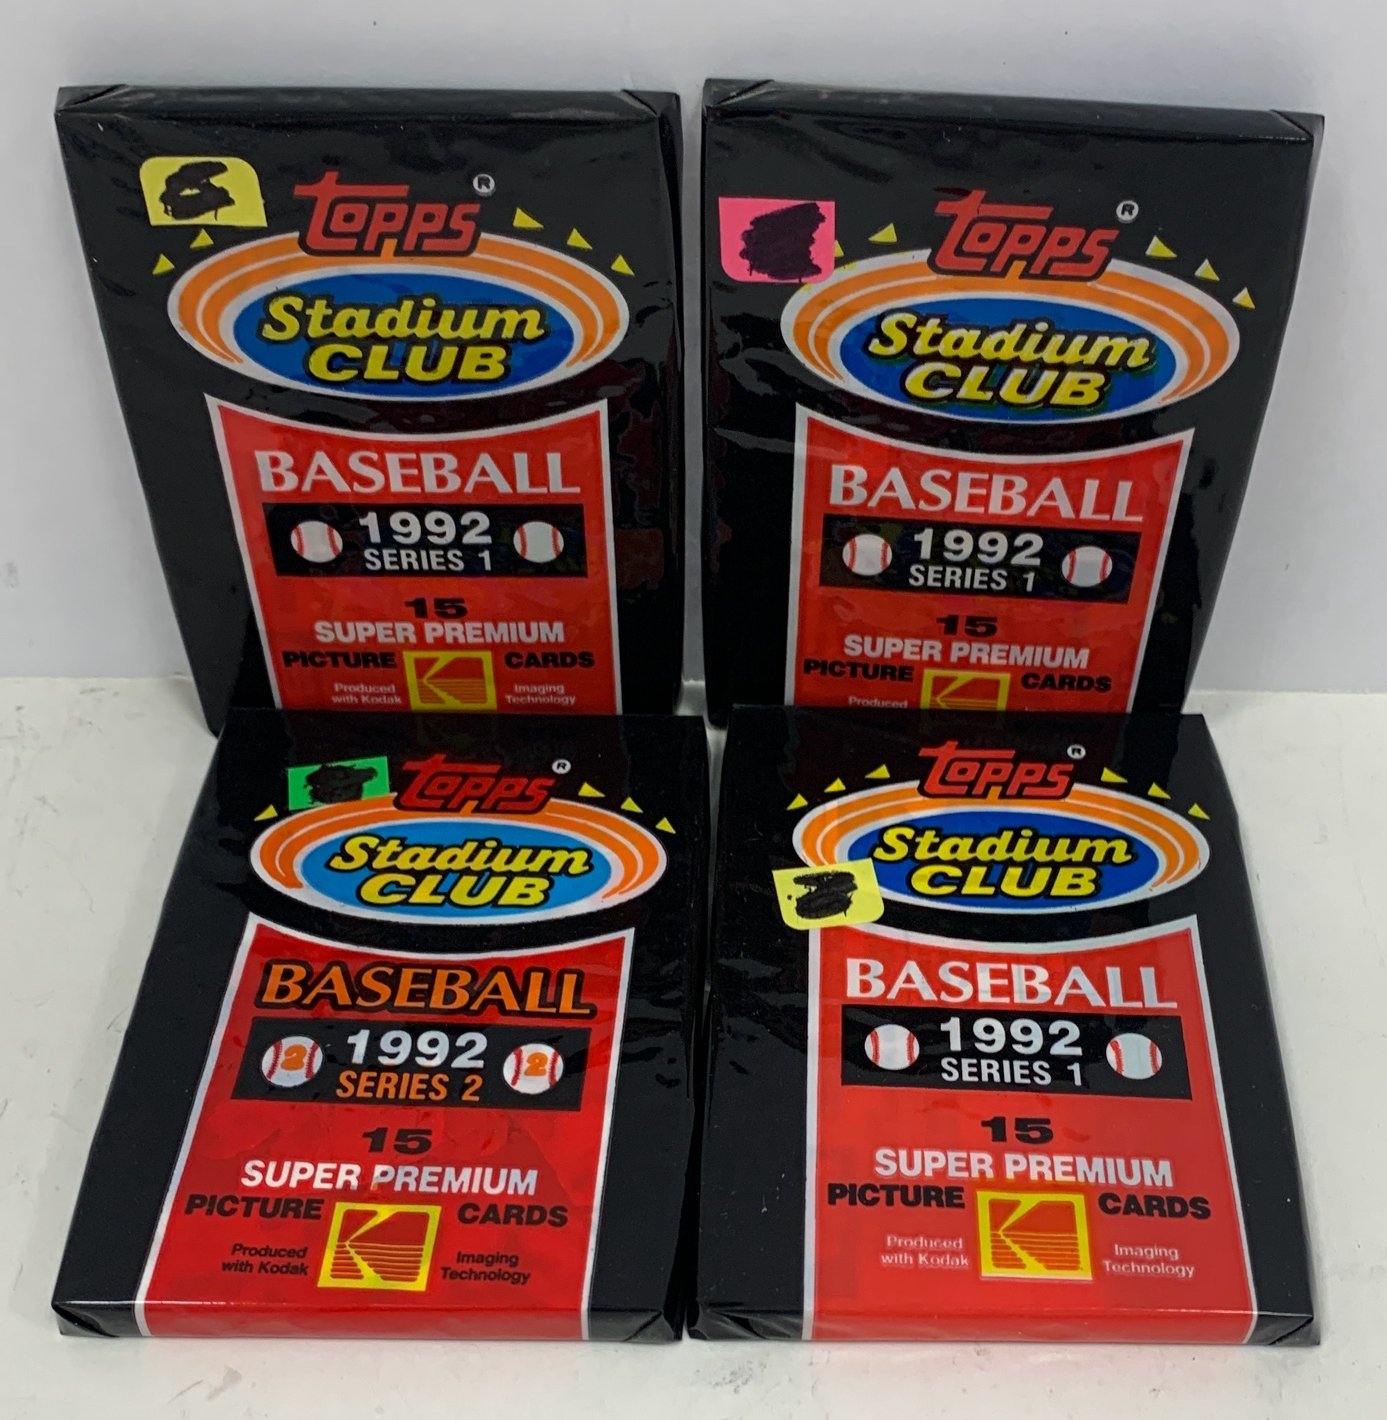 Topps ®
Stadium
CLUB
BASEBALL
1992
SERIES 1
15
SUPER PREMIUM
PICTURE CARDS
Produced with Kodak
Imaging Technology
Topps ®
Stadium
CLUB
BASEBALL
1992
SERIES 1
15
SUPER PREMIUM
PICTURE CARDS
Produced
Topps ®
Stadium
CLUB
BASEBALL
2 1992 2
SERIES 2
15
SUPER PREMIUM
PICTURE CARDS
Produced with Kodak
Imaging Technology
Topps ®
Stadium
CLUB
BASEBALL
1992
SERIES 1
15
SUPER PREMIUM
PICTURE CARDS
Produced with Kodak
Imaging Technology